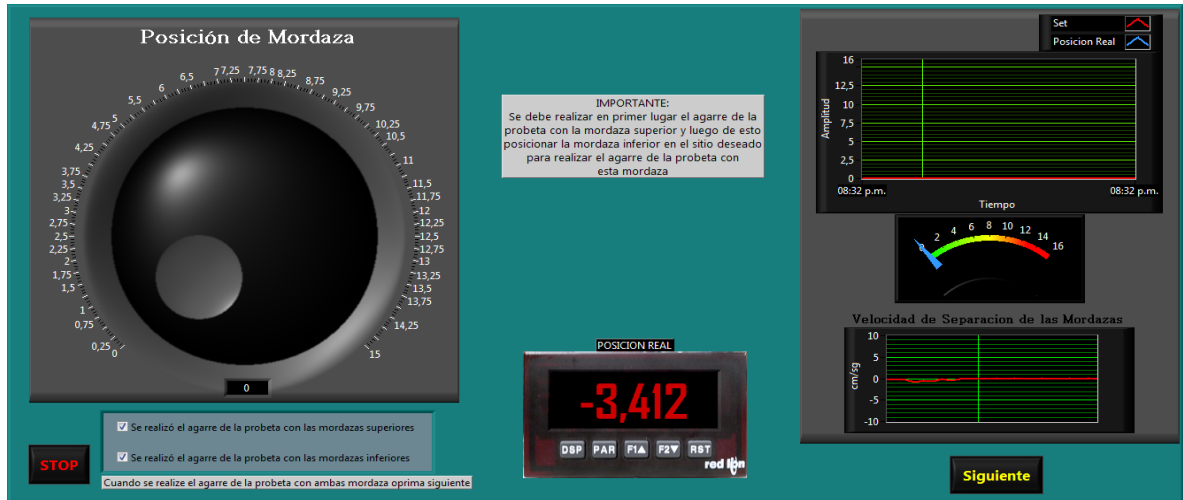 Posición de Mordaza
0
0,25
0,75
1
1,5
1,75
2
2,25
2,5
2,75
3
3,25
3,5
3,75
4,25
4,75
5
5,5
6
6,5
7
7,25
7,75
8
8,25
8,75
9,25
9,75
10,25
10,5
11
11,5
11,75
12
12,25
12,5
12,75
13
13,25
13,5
13,75
14,25
15
0
Se realizó el agarre de la probeta con las mordazas superiores
Se realizó el agarre de la probeta con las mordazas inferiores
Cuando se realize el agarre de la probeta con ambas mordaza oprima siguiente
STOP
IMPORTANTE:
Se debe realizar en primer lugar el agarre de la
probeta con la mordaza superior y luego de esto
posicionar la mordaza inferior en el sitio deseado
para realizar el agarre de la probeta con
esta mordaza
POSICION REAL
-3,412
DSP PAR F1▲ F2▼ RST
red lion
Set
Posicion Real
Amplitud
16
12,5
10
7,5
5
2,5
0
08:32 p.m. 08:32 p.m.
Tiempo
0 2 4 6 8 10 12 14 16
Velocidad de Separacion de las Mordazas
cm/sg
10
5
0
-5
-10
Siguiente